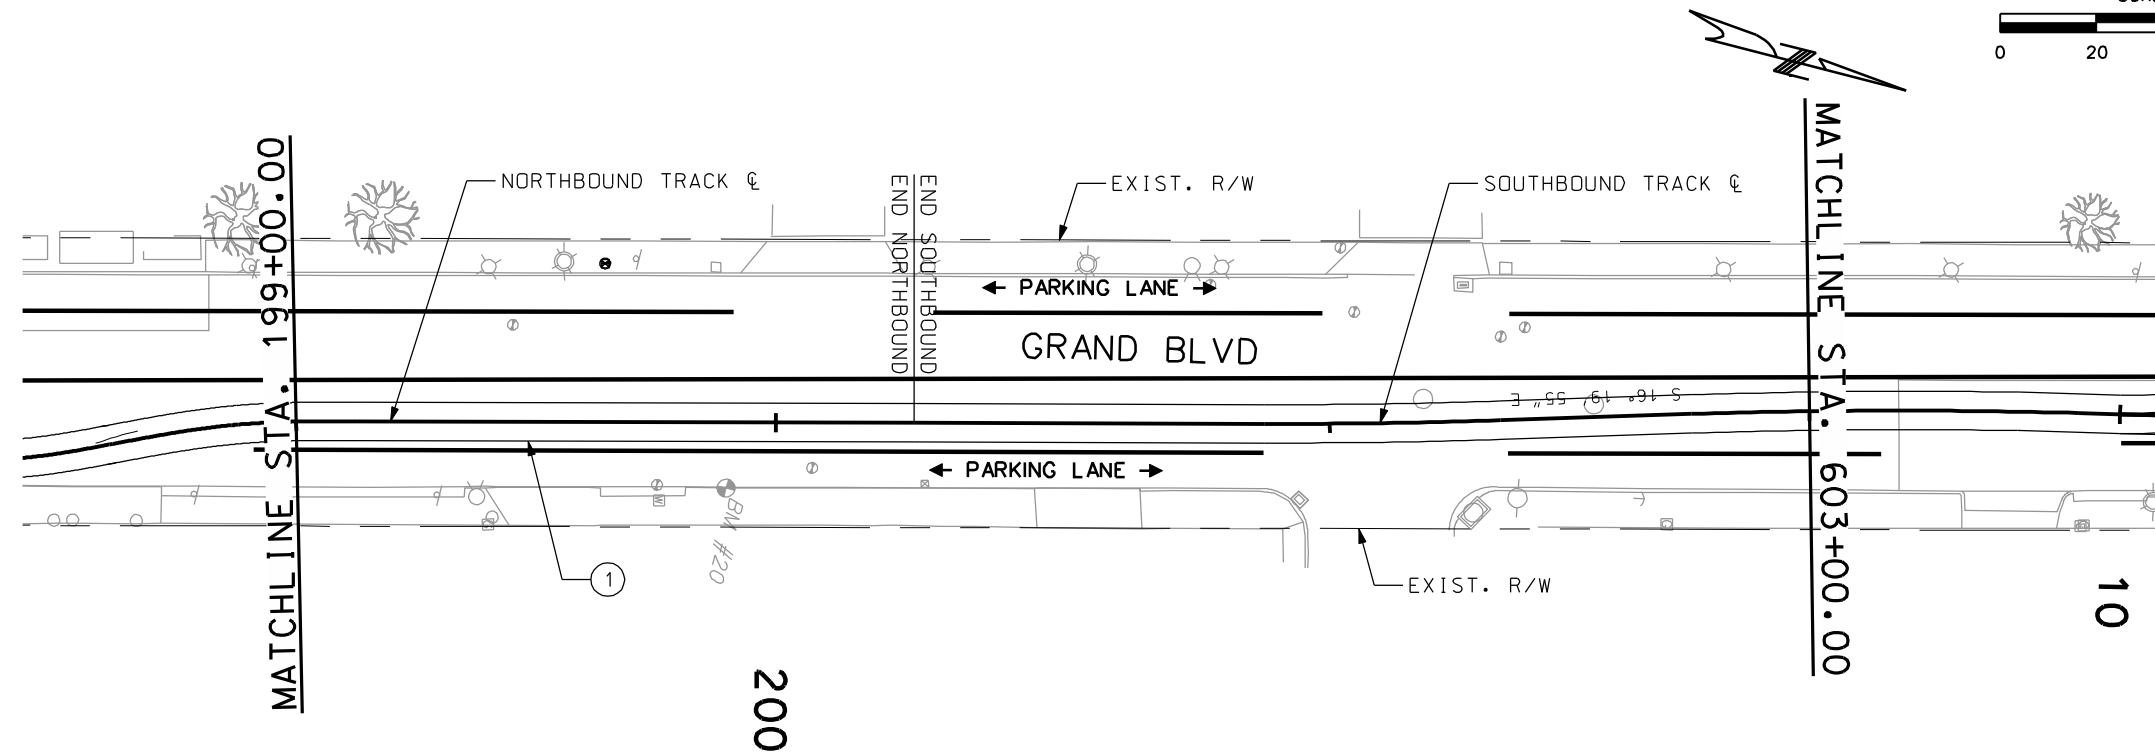 0 20
MATCHLINE STA. 199+00.00
NORTHBOUND TRACK ℄
END NORTHBOUND
END SOUTHBOUND
EXIST. R/W
SOUTHBOUND TRACK ℄
MATCHLINE STA. 603+00.00
← PARKING LANE →
GRAND BLVD
S 16° 19' 55" E
← PARKING LANE →
BM #20
1
EXIST. R/W
10
200